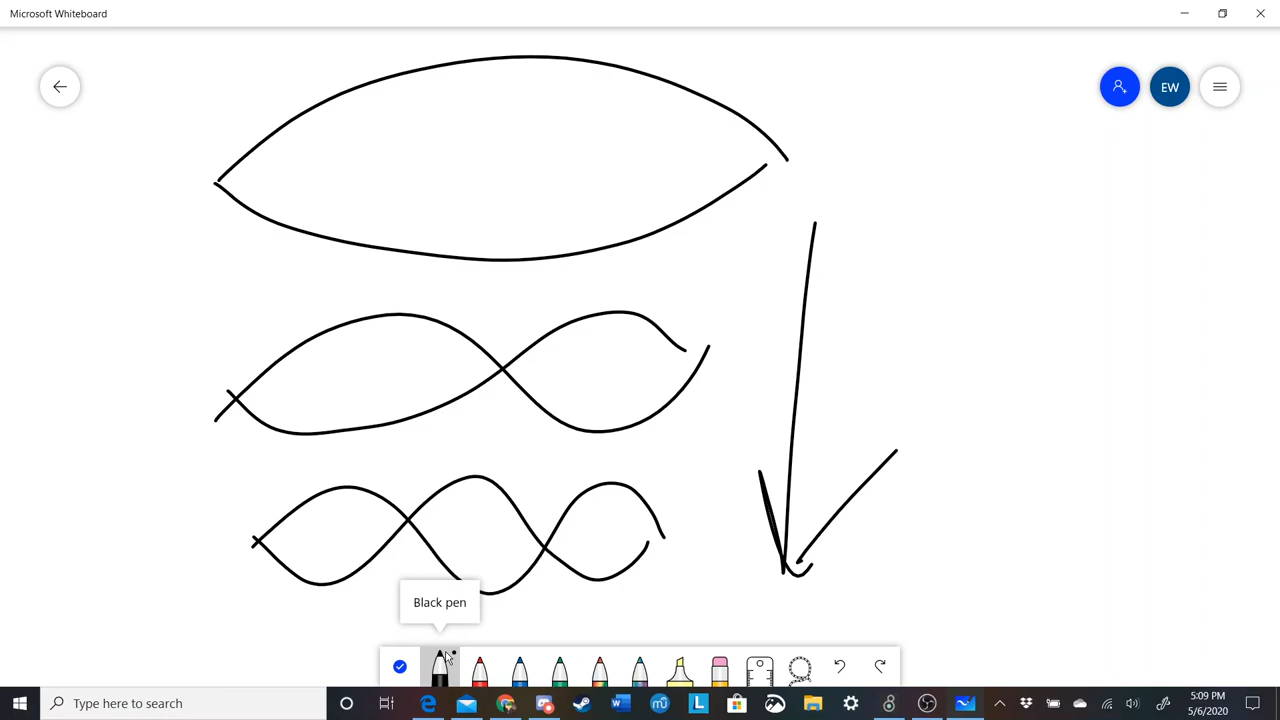 Microsoft Whiteboard
EW
Black pen
Type here to search
5:09 PM
5/6/2020